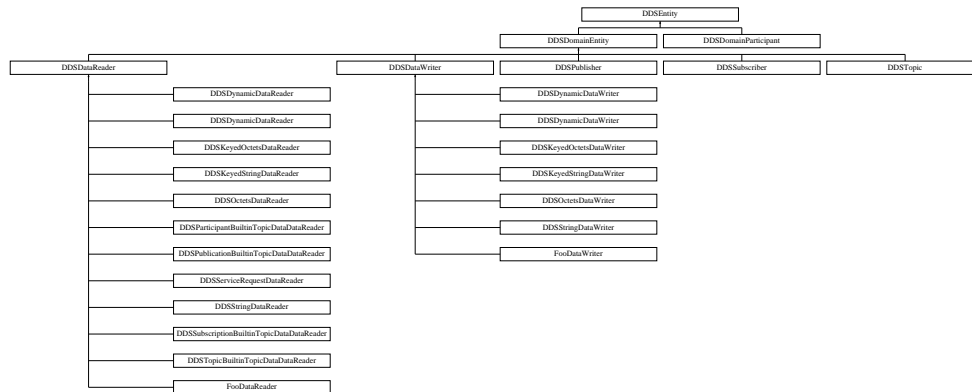 DDSEntity
DDSDomainEntity DDSDomainParticipant
DDSDataReader DDSDataWriter DDSPublisher DDSSubscriber DDSTopic
DDSDynamicDataReader DDSDynamicDataWriter
DDSDynamicDataReader DDSDynamicDataWriter
DDSKeyedOctetsDataReader DDSKeyedOctetsDataWriter
DDSKeyedStringDataReader DDSKeyedStringDataWriter
DDSOctetsDataReader DDSOctetsDataWriter
DDSParticipantBuiltinTopicDataDataReader DDSStringDataWriter
DDSPublicationBuiltinTopicDataDataReader FooDataWriter
DDSServiceRequestDataReader
DDSStringDataReader
DDSSubscriptionBuiltinTopicDataDataReader
DDSTopicBuiltinTopicDataDataReader
FooDataReader